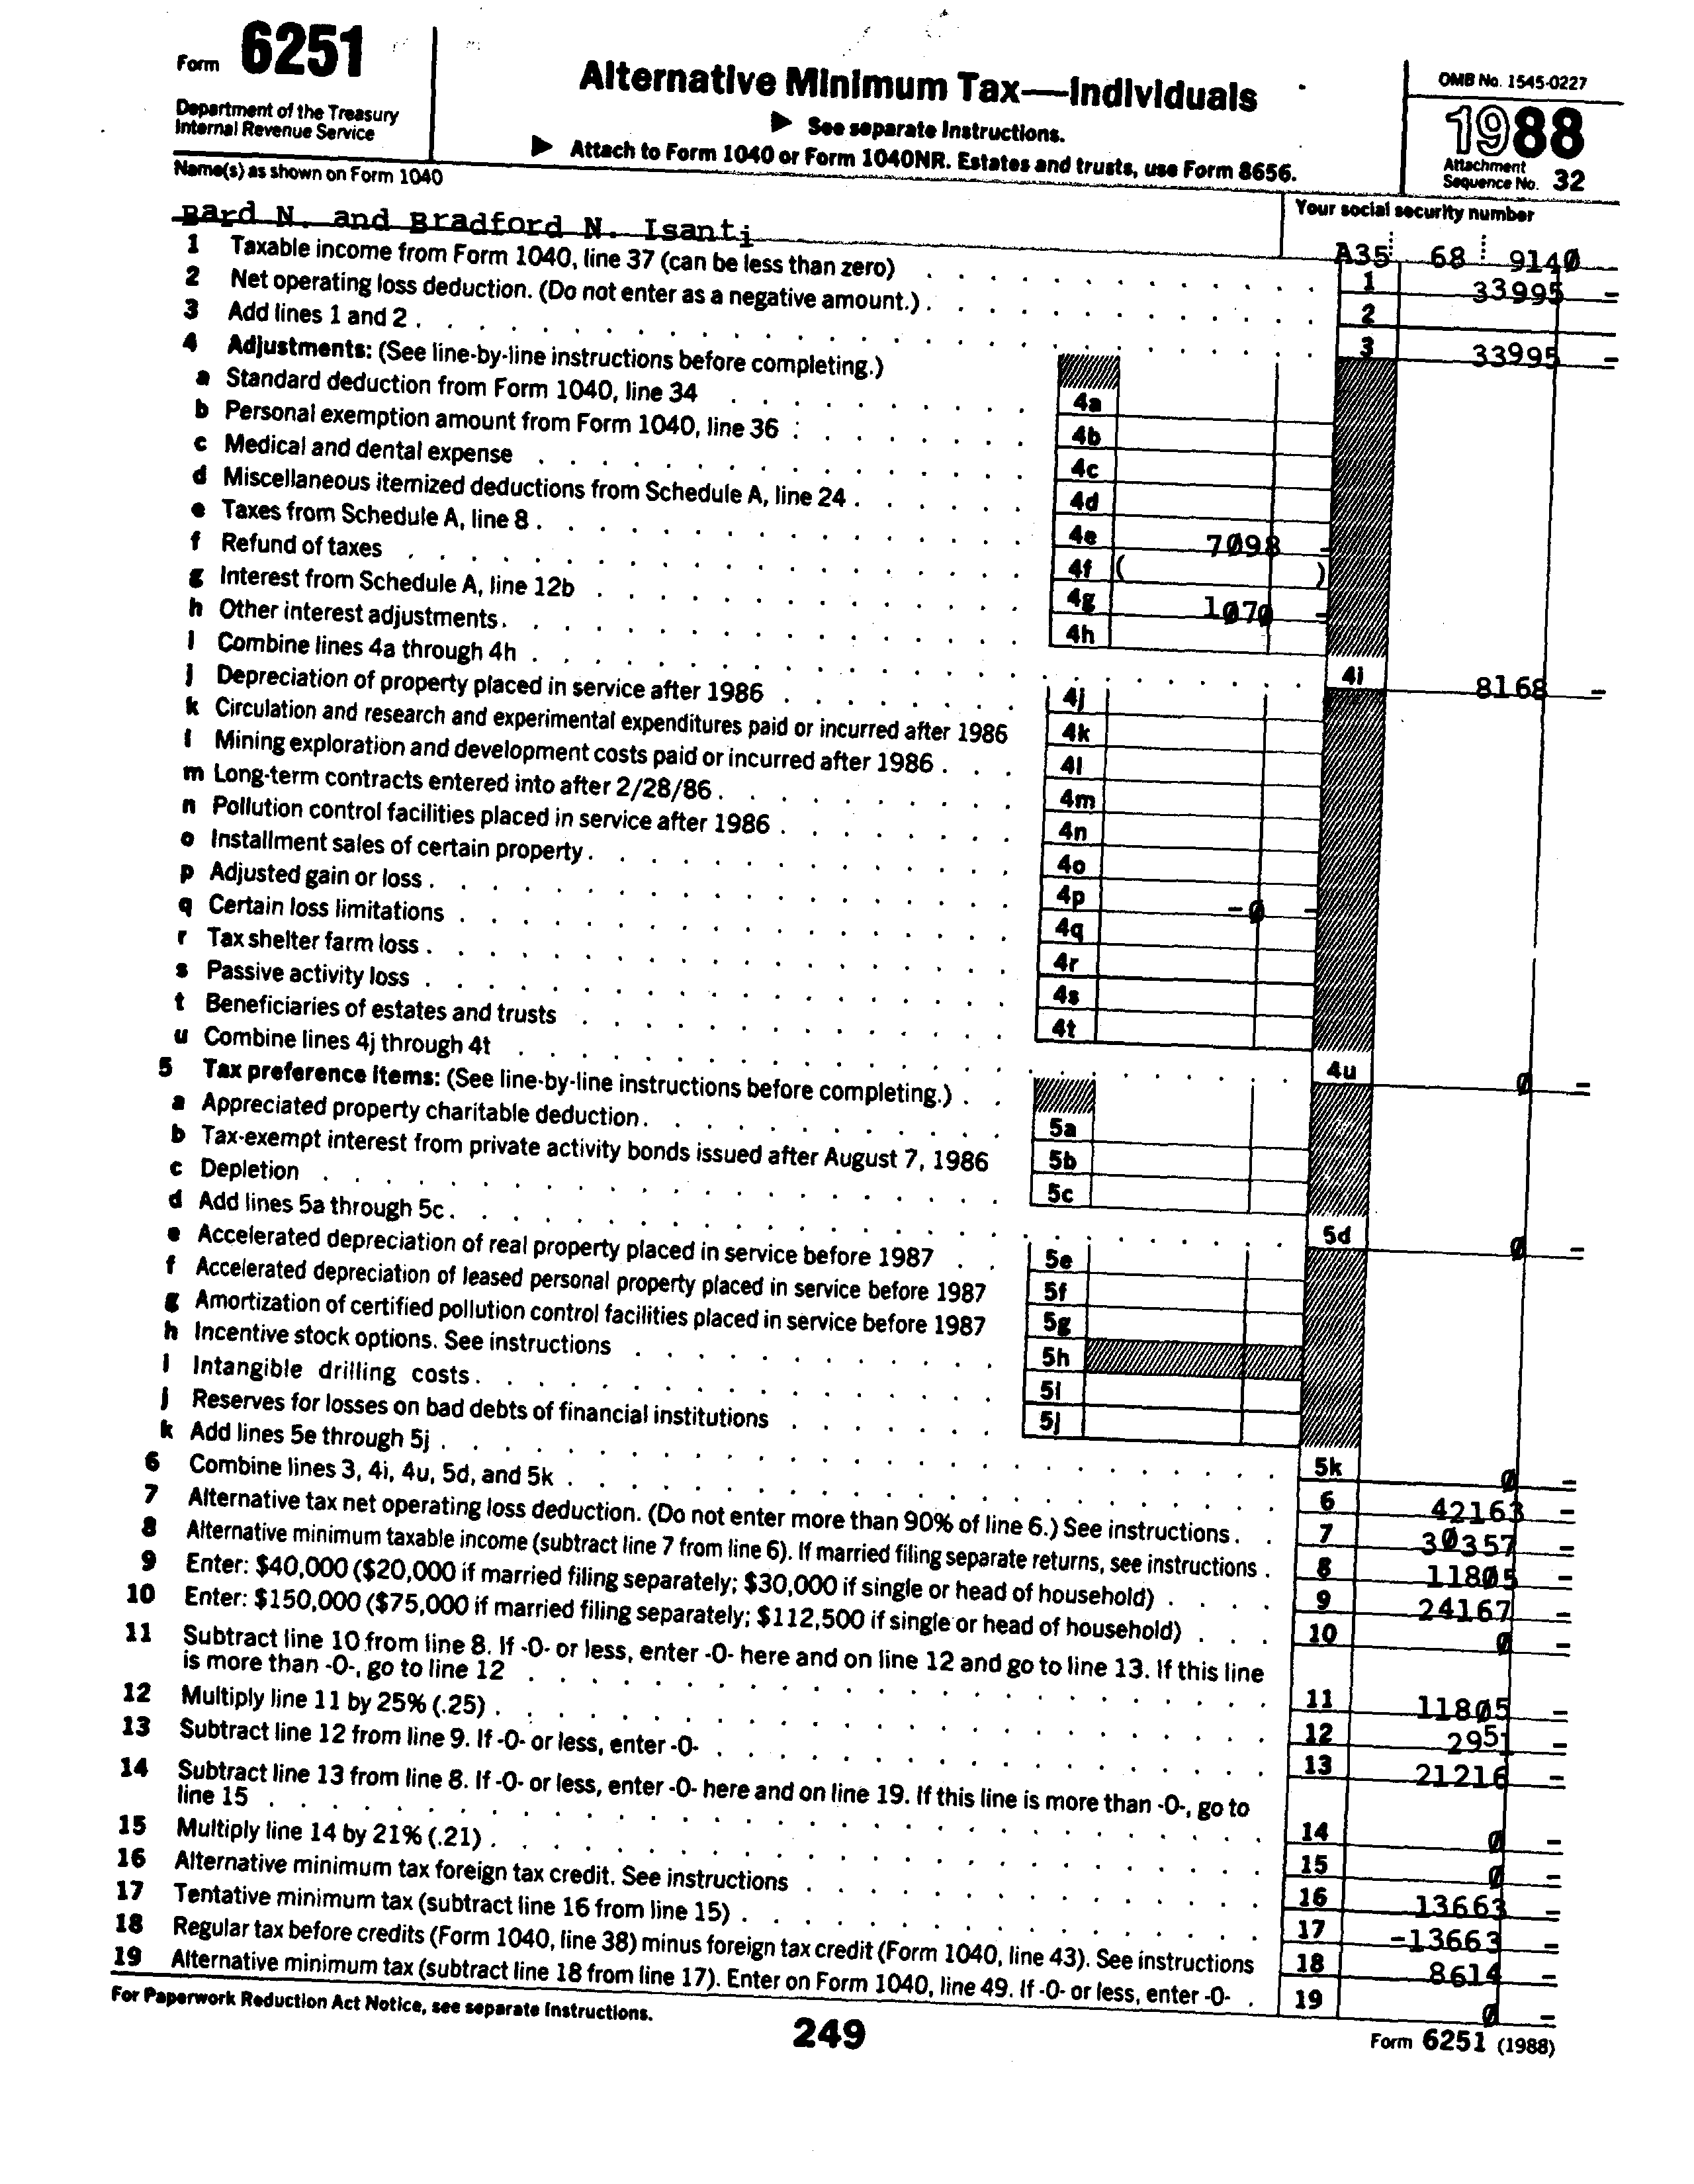 Form 6251
Department of the Treasury
Internal Revenue Service
Alternative Minimum Tax—Individuals
▶ See separate Instructions.
▶ Attach to Form 1040 or Form 1040NR. Estates and trusts, use Form 8656.
OMB No. 1545-0227
1988
Attachment
Sequence No. 32
Name(s) as shown on Form 1040
Your social security number
Bard N. and Bradford N. Isanti
A35 68 9140
1 Taxable income from Form 1040, line 37 (can be less than zero) 1 33995 -
2 Net operating loss deduction. (Do not enter as a negative amount.) 2
3 Add lines 1 and 2 3 33995 -
4 Adjustments: (See line-by-line instructions before completing.)
a Standard deduction from Form 1040, line 34 4a
b Personal exemption amount from Form 1040, line 36 4b
c Medical and dental expense 4c
d Miscellaneous itemized deductions from Schedule A, line 24 4d
e Taxes from Schedule A, line 8 4e 7098 -
f Refund of taxes 4f ( )
g Interest from Schedule A, line 12b 4g 1070 -
h Other interest adjustments 4h
i Combine lines 4a through 4h 4i 8168 -
j Depreciation of property placed in service after 1986 4j
k Circulation and research and experimental expenditures paid or incurred after 1986 4k
l Mining exploration and development costs paid or incurred after 1986 4l
m Long-term contracts entered into after 2/28/86 4m
n Pollution control facilities placed in service after 1986 4n
o Installment sales of certain property 4o
p Adjusted gain or loss 4p -0 -
q Certain loss limitations 4q
r Tax shelter farm loss 4r
s Passive activity loss 4s
t Beneficiaries of estates and trusts 4t
u Combine lines 4j through 4t 4u 0 -
5 Tax preference items: (See line-by-line instructions before completing.)
a Appreciated property charitable deduction 5a
b Tax-exempt interest from private activity bonds issued after August 7, 1986 5b
c Depletion 5c
d Add lines 5a through 5c 5d 0 -
e Accelerated depreciation of real property placed in service before 1987 5e
f Accelerated depreciation of leased personal property placed in service before 1987 5f
g Amortization of certified pollution control facilities placed in service before 1987 5g
h Incentive stock options. See instructions 5h
i Intangible drilling costs 5i
j Reserves for losses on bad debts of financial institutions 5j
k Add lines 5e through 5j 5k 0 -
6 Combine lines 3, 4i, 4u, 5d, and 5k 6 42163 -
7 Alternative tax net operating loss deduction. (Do not enter more than 90% of line 6.) See instructions 7 30357 -
8 Alternative minimum taxable income (subtract line 7 from line 6). If married filing separate returns, see instructions 8 11805 -
9 Enter: $40,000 ($20,000 if married filing separately; $30,000 if single or head of household) 9 24167 -
10 Enter: $150,000 ($75,000 if married filing separately; $112,500 if single or head of household) 10 0 -
11 Subtract line 10 from line 8. If -0- or less, enter -0- here and on line 12 and go to line 13. If this line
is more than -0-, go to line 12 11 11805 -
12 Multiply line 11 by 25% (.25) 12 2951 -
13 Subtract line 12 from line 9. If -0- or less, enter -0- 13 21216 -
14 Subtract line 13 from line 8. If -0- or less, enter -0- here and on line 19. If this line is more than -0-, go to
line 15 14 0 -
15 Multiply line 14 by 21% (.21) 15 0 -
16 Alternative minimum tax foreign tax credit. See instructions 16 13663 -
17 Tentative minimum tax (subtract line 16 from line 15) 17 -13663 -
18 Regular tax before credits (Form 1040, line 38) minus foreign tax credit (Form 1040, line 43). See instructions 18 8614 -
19 Alternative minimum tax (subtract line 18 from line 17). Enter on Form 1040, line 49. If -0- or less, enter -0- 19 0 -
For Paperwork Reduction Act Notice, see separate Instructions.
249
Form 6251 (1988)